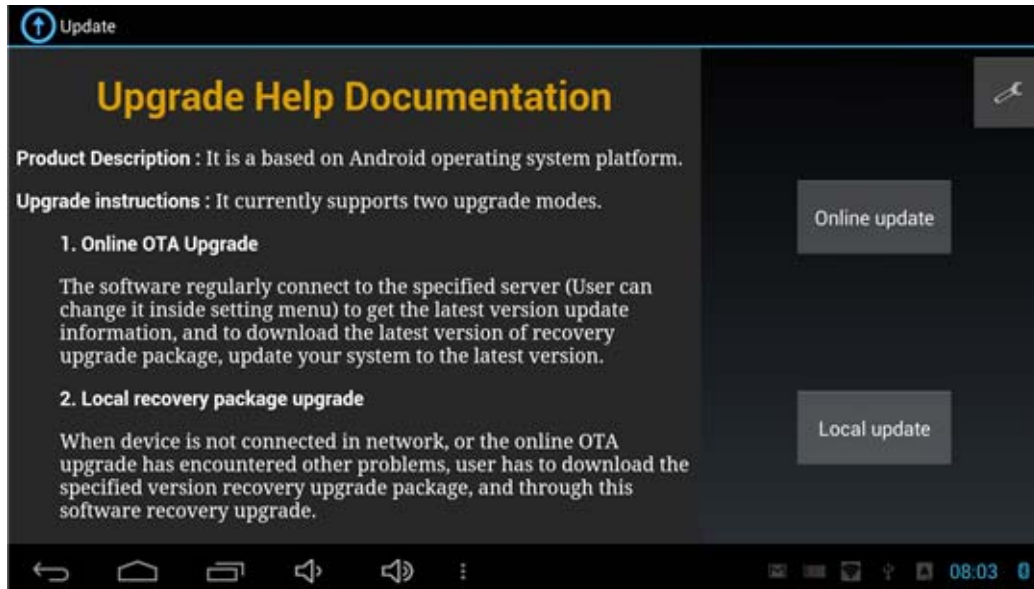 Update
Upgrade Help Documentation
Product Description : It is a based on Android operating system platform.
Upgrade instructions : It currently supports two upgrade modes.
1. Online OTA Upgrade
The software regularly connect to the specified server (User can
change it inside setting menu) to get the latest version update
information, and to download the latest version of recovery
upgrade package, update your system to the latest version.
2. Local recovery package upgrade
When device is not connected in network, or the online OTA
upgrade has encountered other problems, user has to download the
specified version recovery upgrade package, and through this
software recovery upgrade.
Online update
Local update
08:03